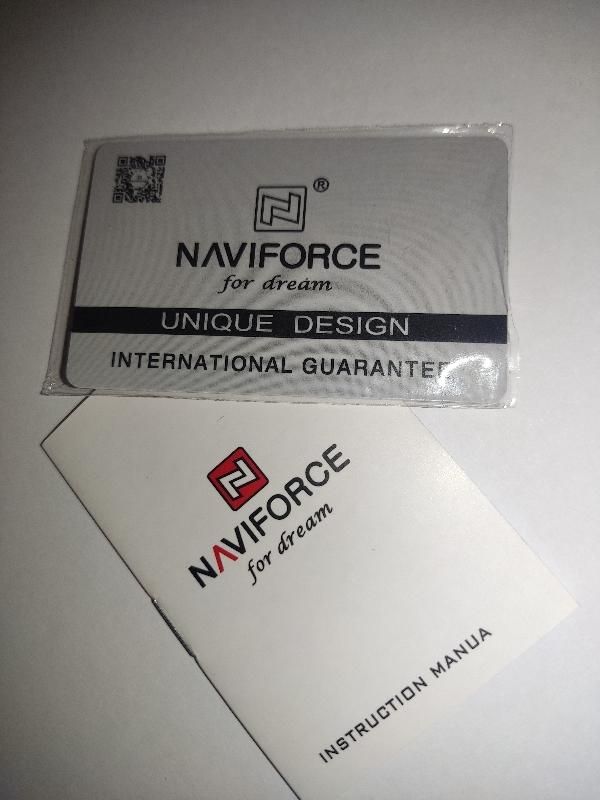 ®
NAVIFORCE
for dream
UNIQUE DESIGN
INTERNATIONAL GUARANTEE
NAVIFORCE
for dream
INSTRUCTION MANUA